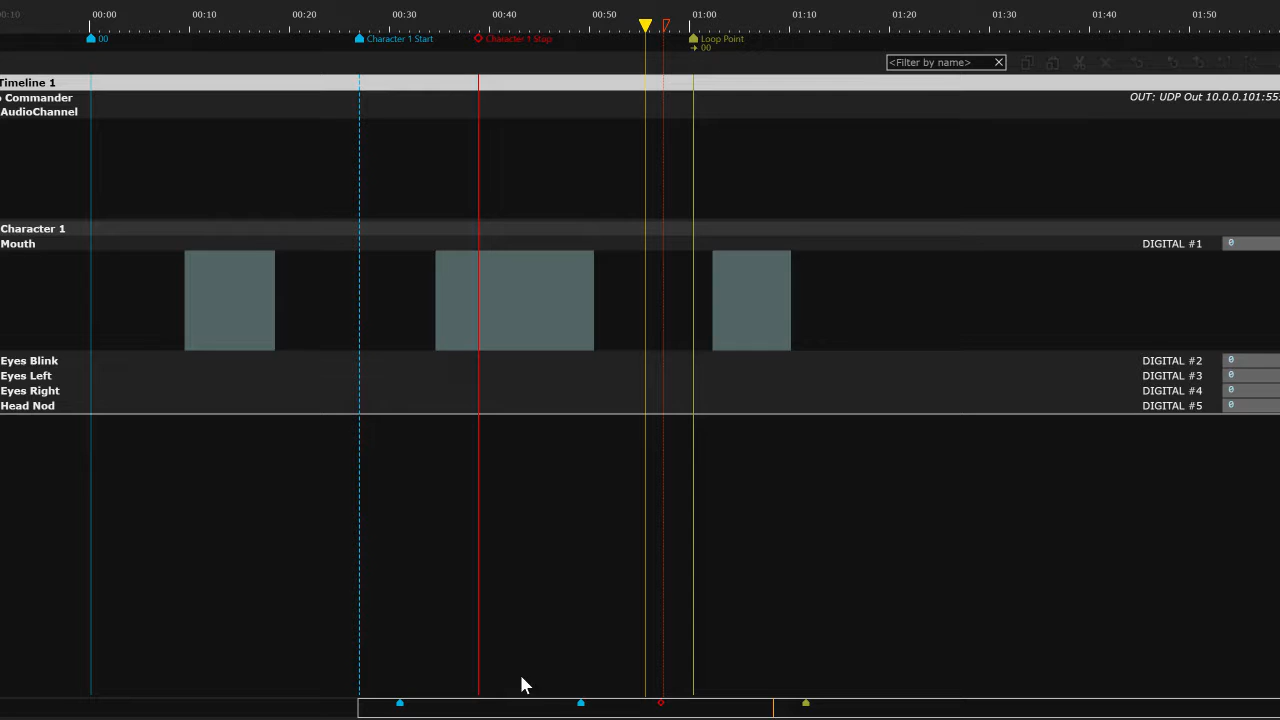 00:10 00:00 00:10 00:20 00:30 00:40 00:50 01:00 01:10 01:20 01:30 01:40 01:50
00 Character 1 Start Character 1 Stop Loop Point
00
<Filter by name>
Timeline 1
Commander OUT: UDP Out 10.0.0.101:55
AudioChannel
Character 1
Mouth DIGITAL #1 0
Eyes Blink DIGITAL #2 0
Eyes Left DIGITAL #3 0
Eyes Right DIGITAL #4 0
Head Nod DIGITAL #5 0